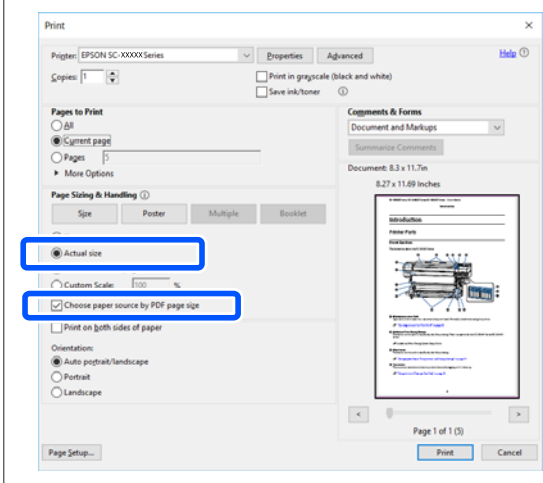 Print
Printer: EPSON SC-XXXXX Series
Properties
Advanced
Help
Copies: 1
Print in grayscale (black and white)
Save ink/toner
Pages to Print
All
Current page
Pages 5
More Options
Page Sizing & Handling
Size
Poster
Multiple
Booklet
Actual size
Custom Scale: 100 %
Choose paper source by PDF page size
Print on both sides of paper
Orientation:
Auto portrait/landscape
Portrait
Landscape
Comments & Forms
Document and Markups
Summarize Comments
Document: 8.3 x 11.7in
8.27 x 11.69 Inches
Introduction
Printer Parts
Front Section
<
>
Page 1 of 1 (5)
Page Setup...
Print
Cancel